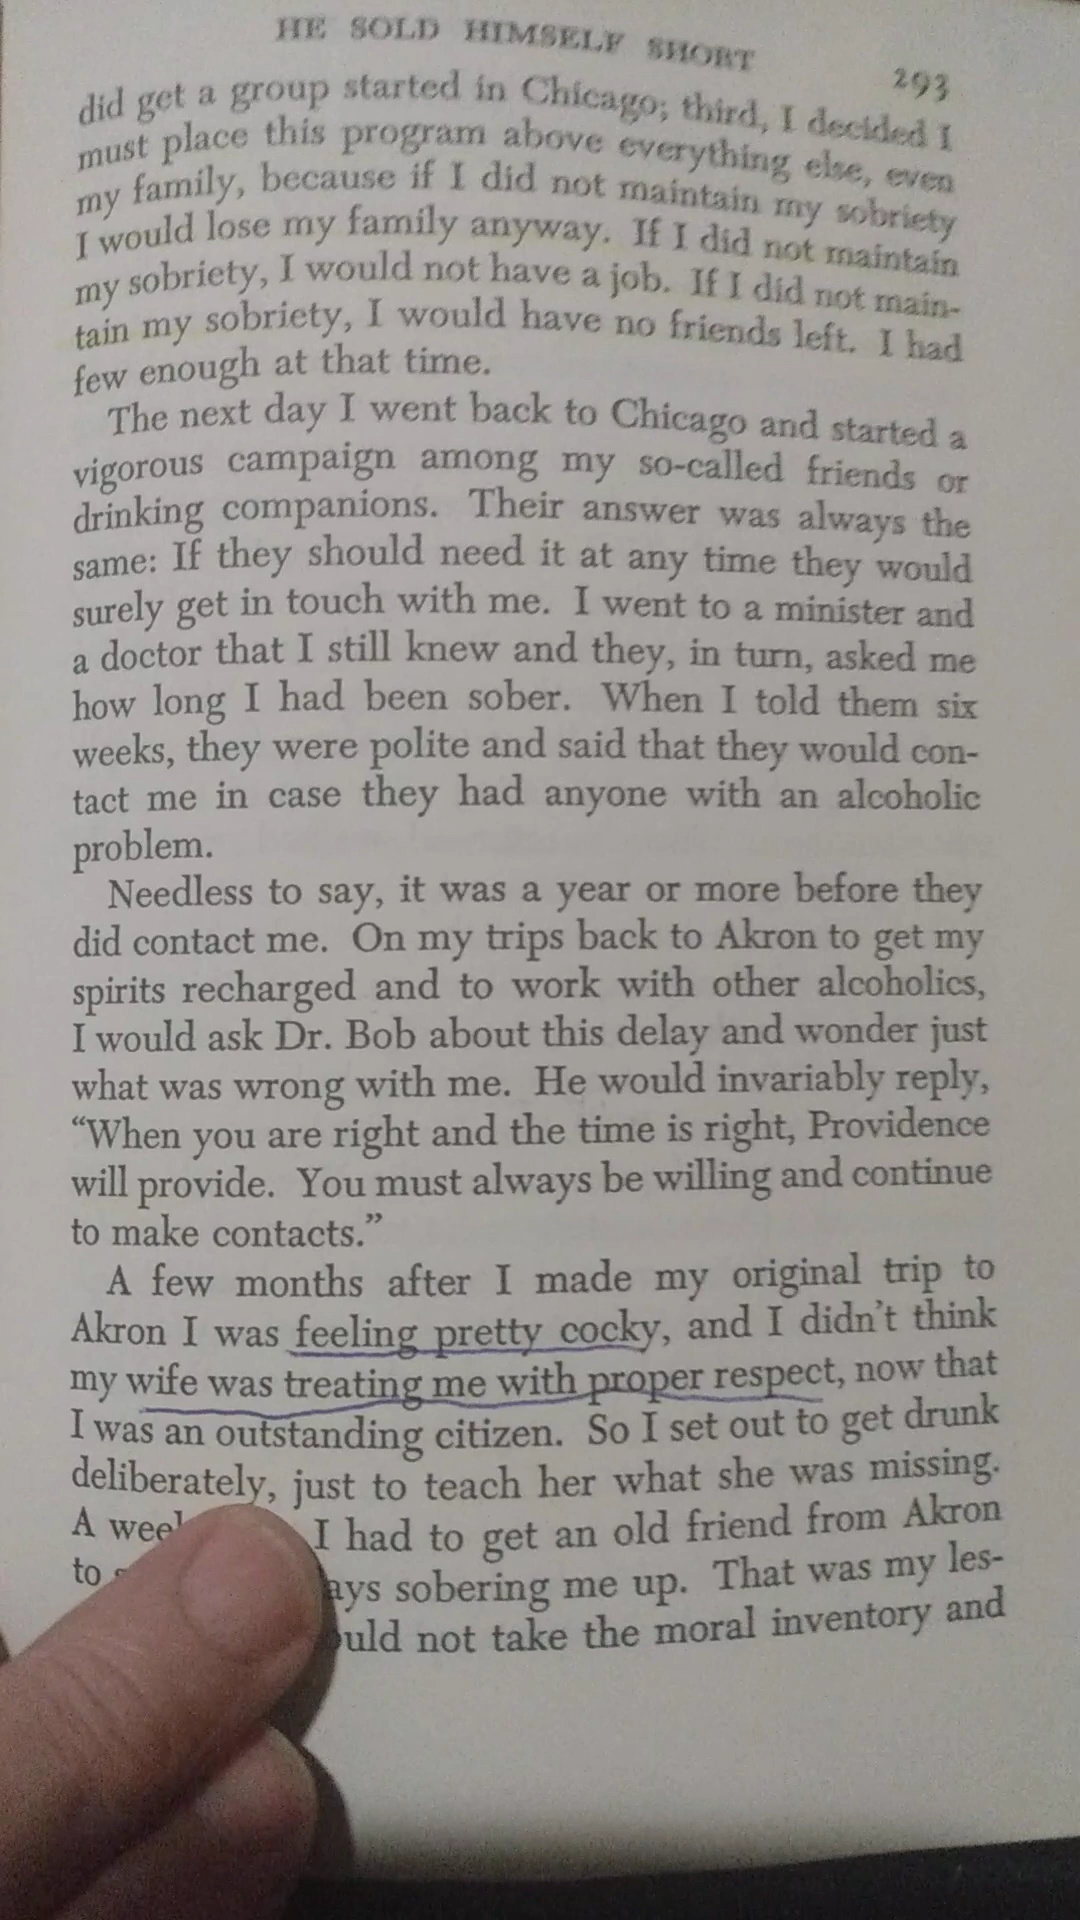 HE SOLD HIMSELF SHORT
293
did get a group started in Chicago; third, I decided I
must place this program above everything else, even
my family, because if I did not maintain my sobriety
I would lose my family anyway. If I did not maintain
my sobriety, I would not have a job. If I did not main-
tain my sobriety, I would have no friends left. I had
few enough at that time.
The next day I went back to Chicago and started a
vigorous campaign among my so-called friends or
drinking companions. Their answer was always the
same: If they should need it at any time they would
surely get in touch with me. I went to a minister and
a doctor that I still knew and they, in turn, asked me
how long I had been sober. When I told them six
weeks, they were polite and said that they would con-
tact me in case they had anyone with an alcoholic
problem.
Needless to say, it was a year or more before they
did contact me. On my trips back to Akron to get my
spirits recharged and to work with other alcoholics,
I would ask Dr. Bob about this delay and wonder just
what was wrong with me. He would invariably reply,
“When you are right and the time is right, Providence
will provide. You must always be willing and continue
to make contacts.”
A few months after I made my original trip to
Akron I was feeling pretty cocky, and I didn’t think
my wife was treating me with proper respect, now that
I was an outstanding citizen. So I set out to get drunk
deliberately, just to teach her what she was missing.
A I had to get an old friend from Akron
to sobering me up. That was my les-
not take the moral inventory and